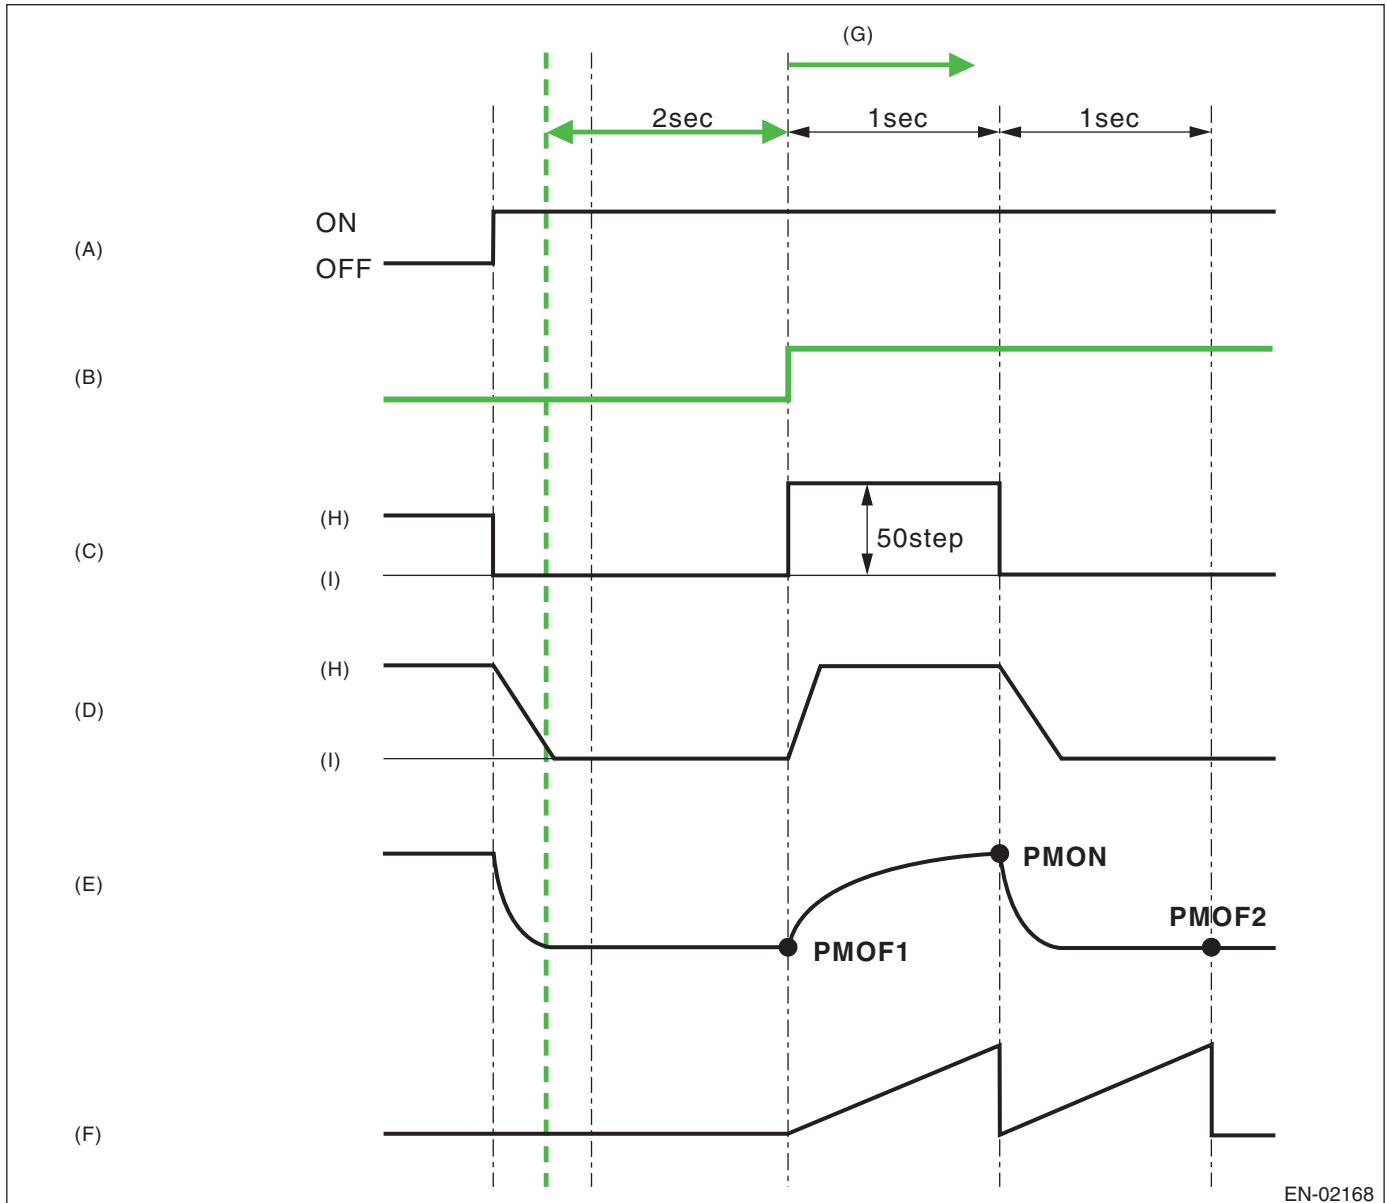 (G)
2sec 1sec 1sec
ON
(A)
OFF
(B)
(H)
50step
(C)
(I)
(H)
(D)
(I)
PMON
(E)
PMOF2
PMOF1
(F)
EN-02168